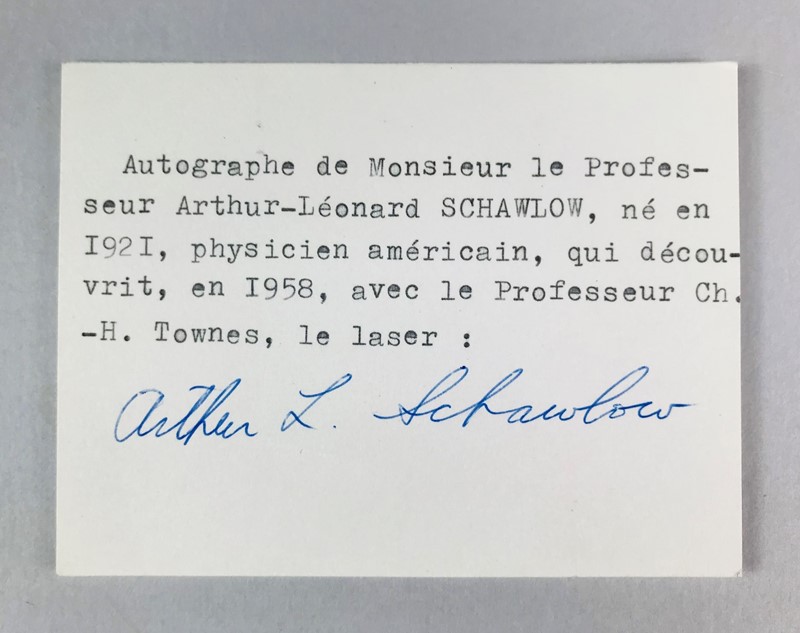 Autographe de Monsieur le Profes-
seur Arthur-Léonard SCHAWLOW, né en
I92I, physicien américain, qui décou-
vrit, en I958, avec le Professeur Ch.
-H. Townes, le laser :
Arthur L. Schawlow